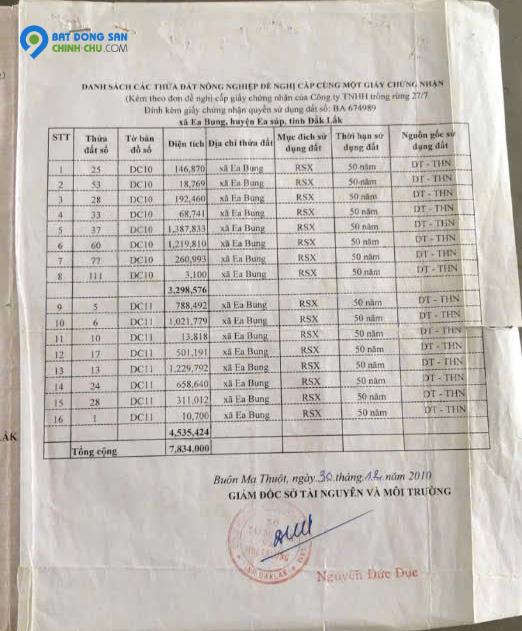 BAT DONG SAN
CHINH-CHU.COM
DANH SÁCH CÁC THỬA ĐẤT NÔNG NGHIỆP ĐỀ NGHỊ CẤP CÙNG MỘT GIẤY CHỨNG NHẬN
(Kèm theo đơn đề nghị cấp giấy chứng nhận của Công ty TNHH trồng rừng 27/7
Đính kèm giấy chứng nhận quyền sử dụng đất số: BA 674989
xã Ea Bung, huyện Ea súp, tỉnh Đắk Lắk
STT Thửa đất số Tờ bản đồ số Diện tích Địa chỉ thửa đất Mục đích sử dụng đất Thời hạn sử dụng đất Nguồn gốc sử dụng đất
1 25 DC10 146,870 xã Ea Bung RSX 50 năm DT - THN
2 53 DC10 18,769 xã Ea Bung RSX 50 năm DT - THN
3 28 DC10 192,460 xã Ea Bung RSX 50 năm DT - THN
4 33 DC10 68,741 xã Ea Bung RSX 50 năm DT - THN
5 37 DC10 1,387,833 xã Ea Bung RSX 50 năm DT - THN
6 60 DC10 1,219,810 xã Ea Bung RSX 50 năm DT - THN
7 77 DC10 260,993 xã Ea Bung RSX 50 năm DT - THN
8 111 DC10 3,100 xã Ea Bung RSX 50 năm DT - THN
3,298,576
9 5 DC11 788,492 xã Ea Bung RSX 50 năm DT - THN
10 6 DC11 1,021,779 xã Ea Bung RSX 50 năm DT - THN
11 10 DC11 13,818 xã Ea Bung RSX 50 năm DT - THN
12 17 DC11 501,191 xã Ea Bung RSX 50 năm DT - THN
13 13 DC11 1,229,792 xã Ea Bung RSX 50 năm DT - THN
14 24 DC11 658,640 xã Ea Bung RSX 50 năm DT - THN
15 28 DC11 311,012 xã Ea Bung RSX 50 năm DT - THN
16 1 DC11 10,700 xã Ea Bung RSX 50 năm DT - THN
4,535,424
Tổng cộng 7,834,000
LẮK
Buôn Ma Thuột, ngày 30 tháng 12 năm 2010
GIÁM ĐỐC SỞ TÀI NGUYÊN VÀ MÔI TRƯỜNG
Nguyễn Đức Dục